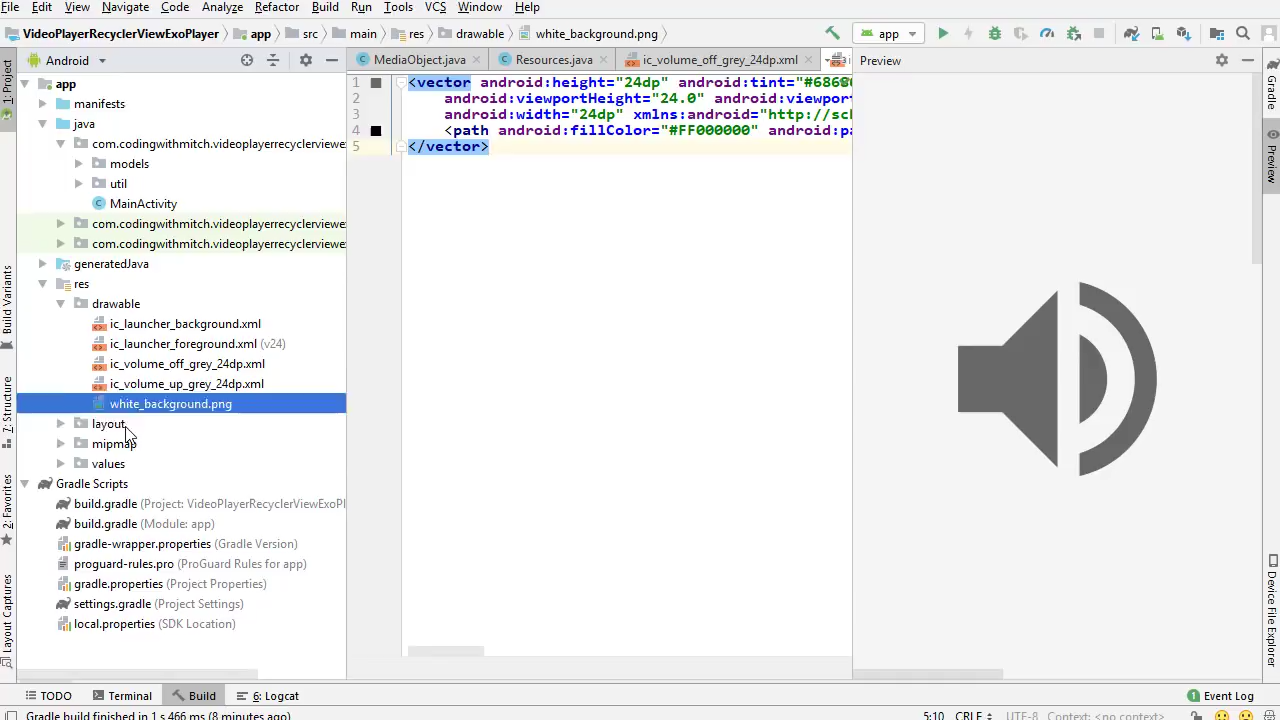 File Edit View Navigate Code Analyze Refactor Build Run Tools VCS Window Help
VideoPlayerRecyclerViewExoPlayer app src main res drawable white_background.png app
Android
MediaObject.java Resources.java ic_volume_off_grey_24dp.xml
Preview
1: Project
Build Variants
7: Structure
2: Favorites
Layout Captures
app
manifests
java
com.codingwithmitch.videoplayerrecyclerviewe
models
util
MainActivity
com.codingwithmitch.videoplayerrecyclerviewe
com.codingwithmitch.videoplayerrecyclerviewe
generatedJava
res
drawable
ic_launcher_background.xml
ic_launcher_foreground.xml (v24)
ic_volume_off_grey_24dp.xml
ic_volume_up_grey_24dp.xml
white_background.png
layout
mipmap
values
Gradle Scripts
build.gradle (Project: VideoPlayerRecyclerViewExoPl
build.gradle (Module: app)
gradle-wrapper.properties (Gradle Version)
proguard-rules.pro (ProGuard Rules for app)
gradle.properties (Project Properties)
settings.gradle (Project Settings)
local.properties (SDK Location)
1 <vector android:height="24dp" android:tint="#686
2 android:viewportHeight="24.0" android:viewpor
3 android:width="24dp" xmlns:android="http://sch
4 <path android:fillColor="#FF000000" android:pa
5 </vector>
Gradle
Preview
Device File Explorer
TODO Terminal Build 6: Logcat 1 Event Log
Gradle build finished in 1 s 466 ms (8 minutes ago) 5:10 CRLF UTF-8 Context: <no context>